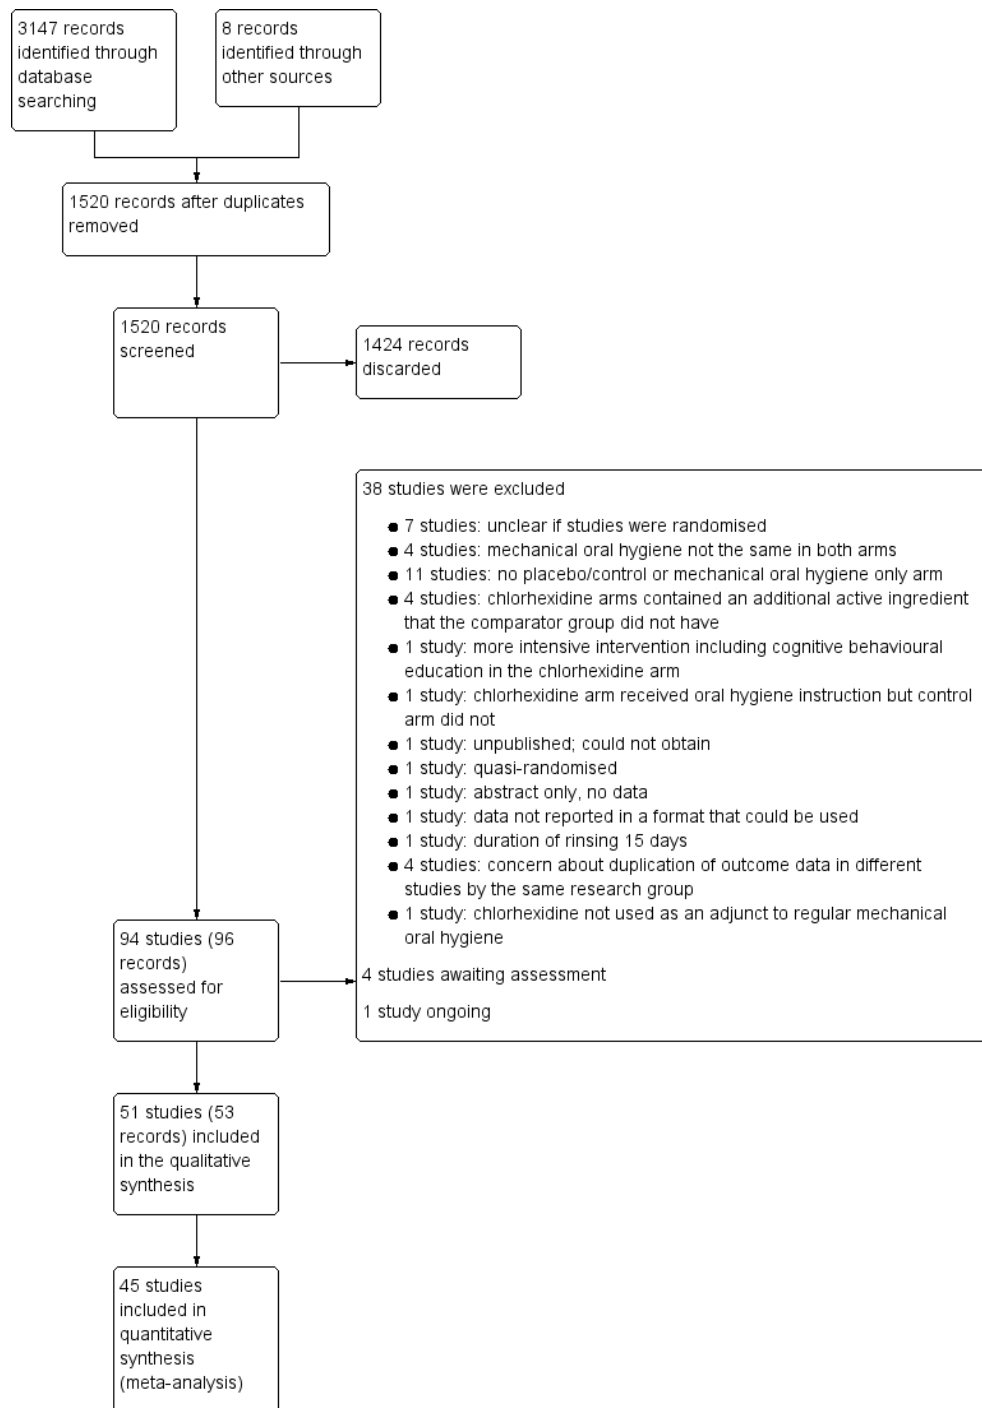 3147 records
identified through
database
searching
8 records
identified through
other sources
1520 records after duplicates
removed
1520 records
screened
1424 records
discarded
38 studies were excluded
● 7 studies: unclear if studies were randomised
● 4 studies: mechanical oral hygiene not the same in both arms
● 11 studies: no placebo/control or mechanical oral hygiene only arm
● 4 studies: chlorhexidine arms contained an additional active ingredient
that the comparator group did not have
● 1 study: more intensive intervention including cognitive behavioural
education in the chlorhexidine arm
● 1 study: chlorhexidine arm received oral hygiene instruction but control
arm did not
● 1 study: unpublished; could not obtain
● 1 study: quasi-randomised
● 1 study: abstract only, no data
● 1 study: data not reported in a format that could be used
● 1 study: duration of rinsing 15 days
● 4 studies: concern about duplication of outcome data in different
studies by the same research group
● 1 study: chlorhexidine not used as an adjunct to regular mechanical
oral hygiene
4 studies awaiting assessment
1 study ongoing
94 studies (96
records)
assessed for
eligibility
51 studies (53
records) included
in the qualitative
synthesis
45 studies
included in
quantitative
synthesis
(meta-analysis)